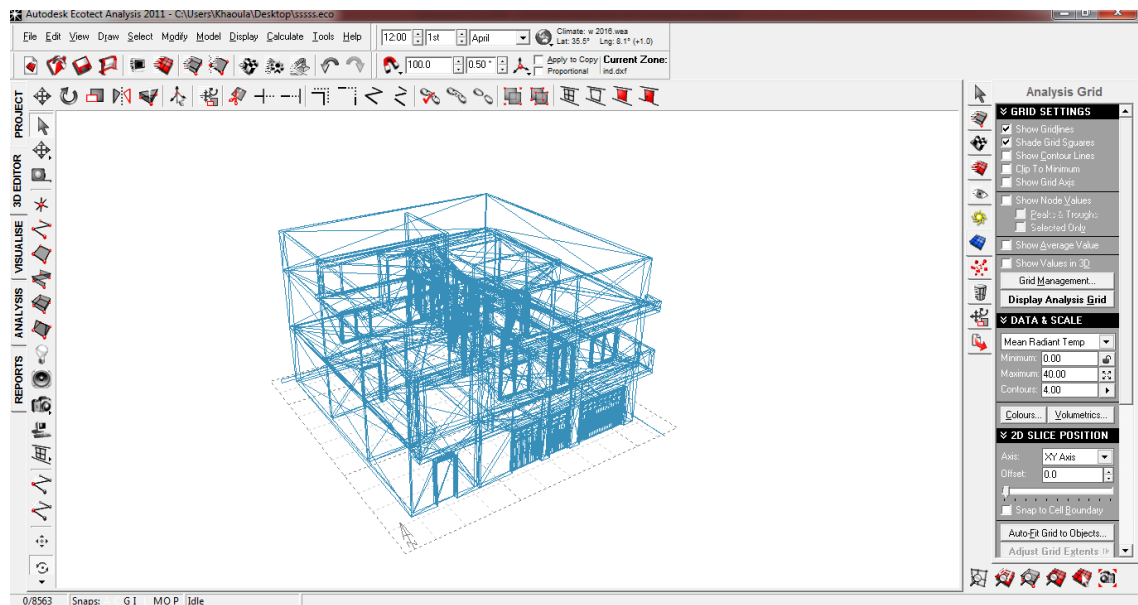 Autodesk Ecotect Analysis 2011 - C:\Users\Khaoula\Desktop\sssss.eco
File Edit View Draw Select Modify Model Display Calculate Tools Help
12:00 1st April
Climate: w 2016.wea
Lat: 35.5° Lng: 8.1° (+1.0)
100.0 0.50 °
Apply to Copy
Proportional
Current Zone:
ind.dxf
PROJECT
3D EDITOR
VISUALISE
ANALYSIS
REPORTS
Analysis Grid
GRID SETTINGS
Show Gridlines
Shade Grid Squares
Show Contour Lines
Clip To Minimum
Show Grid Axis
Show Node Values
Peaks & Troughs
Selected Only
Show Average Value
Show Values in 3D
Grid Management...
Display Analysis Grid
DATA & SCALE
Mean Radiant Temp
Minimum: 0.00
Maximum: 40.00
Contours: 4.00
Colours... Volumetrics...
2D SLICE POSITION
Axis: XY Axis
Offset: 0.0
Snap to Cell Boundary
Auto-Fit Grid to Objects...
Adjust Grid Extents
N
0/8563 Snaps: G I M O P Idle